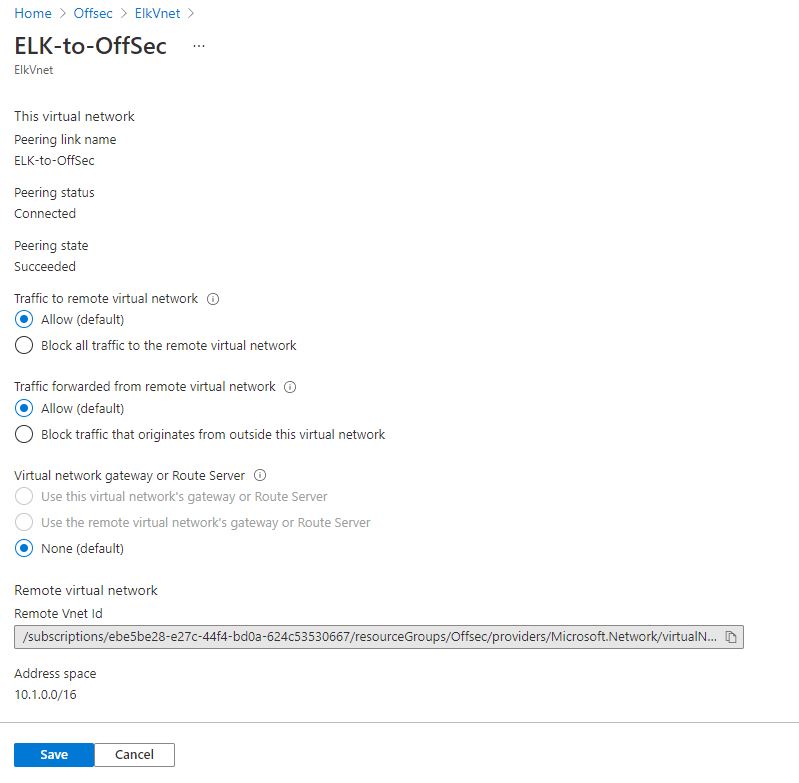 Home > Offsec > ElkVnet >
ELK-to-OffSec ...
ElkVnet
This virtual network
Peering link name
ELK-to-OffSec
Peering status
Connected
Peering state
Succeeded
Traffic to remote virtual network
Allow (default)
Block all traffic to the remote virtual network
Traffic forwarded from remote virtual network
Allow (default)
Block traffic that originates from outside this virtual network
Virtual network gateway or Route Server
Use this virtual network's gateway or Route Server
Use the remote virtual network's gateway or Route Server
None (default)
Remote virtual network
Remote Vnet Id
/subscriptions/ebe5be28-e27c-44f4-bd0a-624c53530667/resourceGroups/Offsec/providers/Microsoft.Network/virtualN...
Address space
10.1.0.0/16
Save Cancel